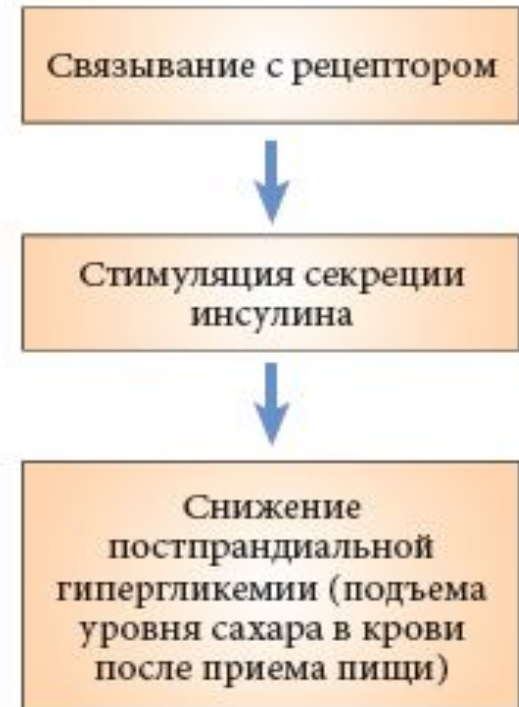 Связывание с рецептором
Стимуляция секреции
инсулина
Снижение
постпрандиальной
гипергликемии (подъема
уровня сахара в крови
после приема пищи)